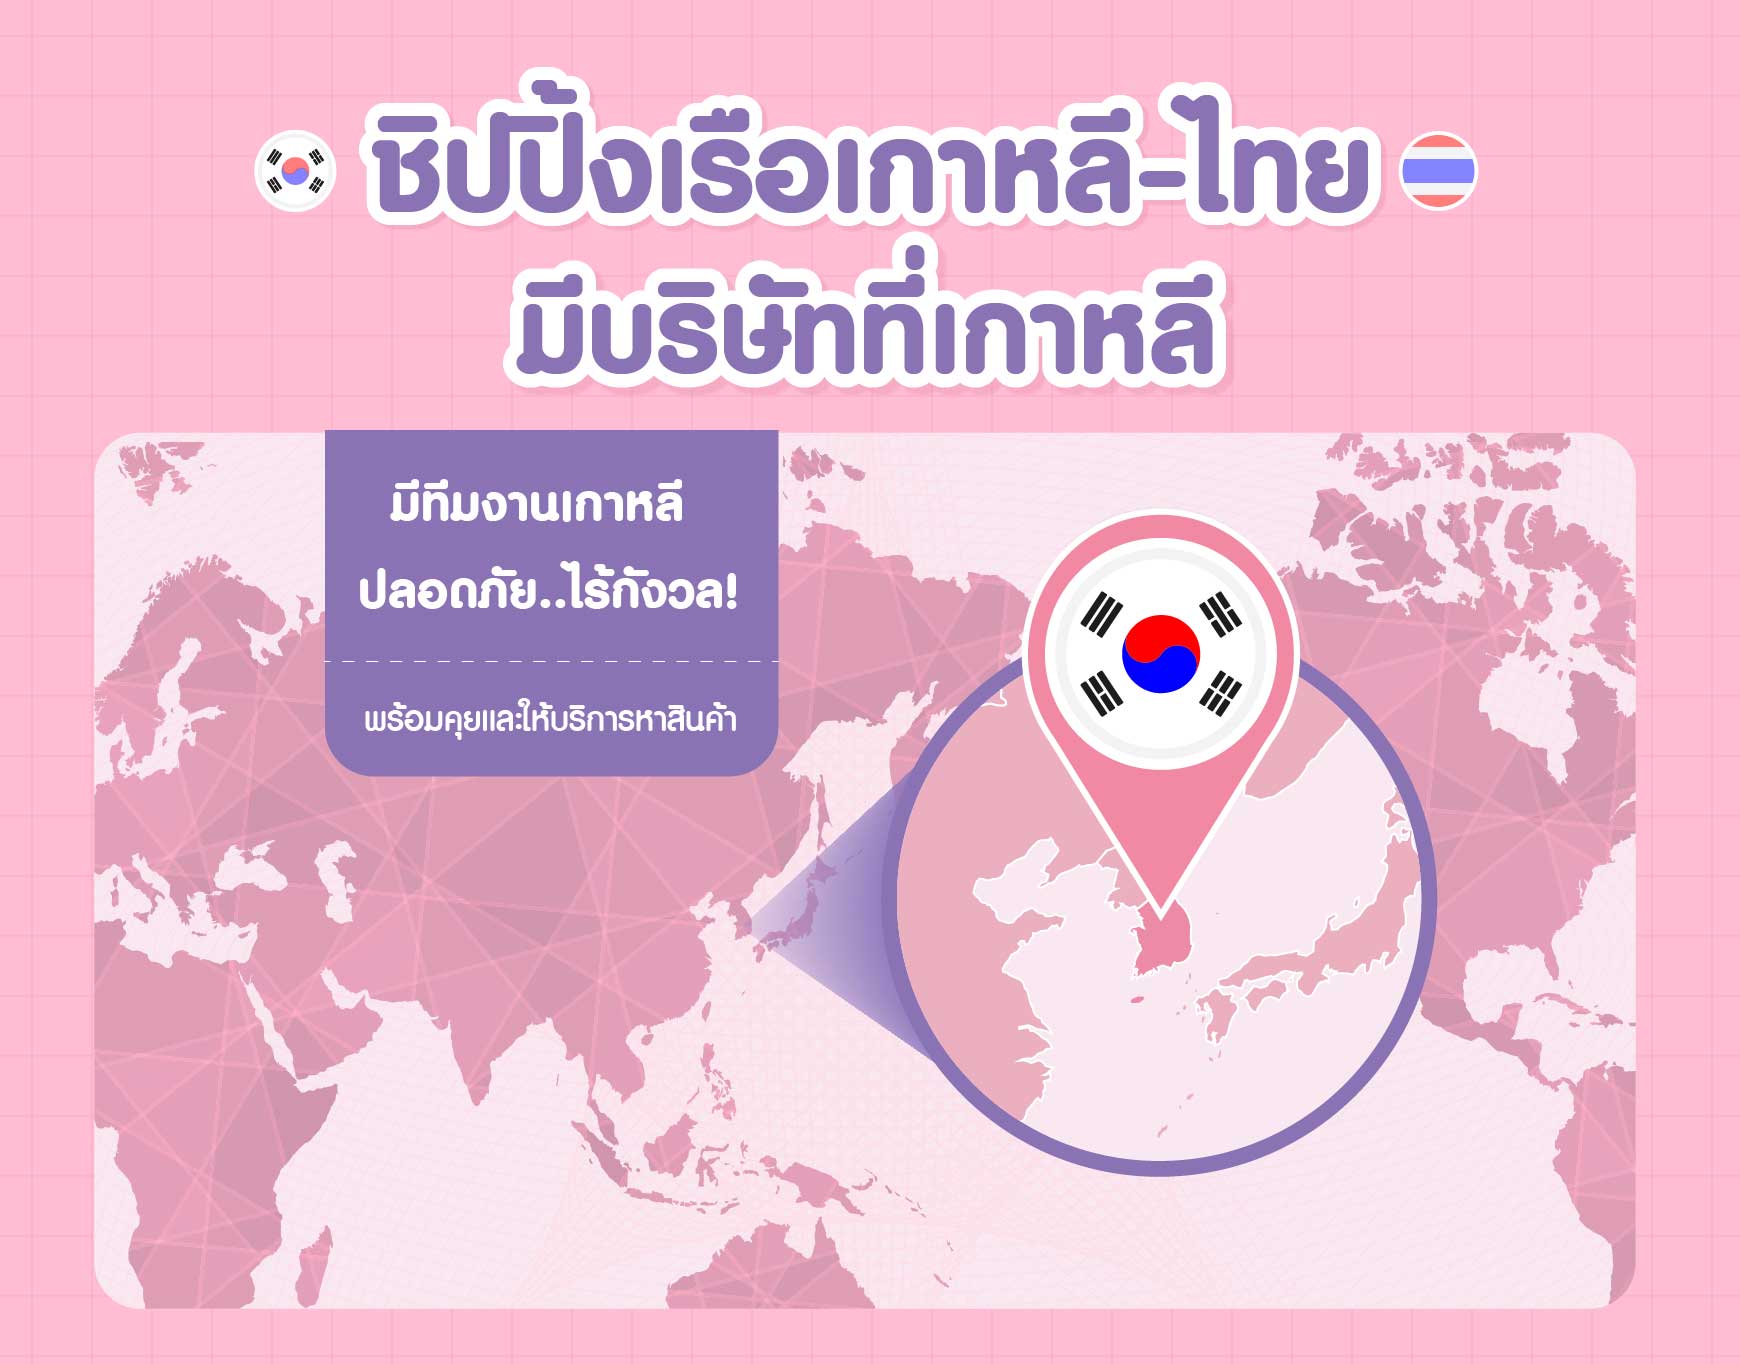 ชิปปิ้งเรือเกาหลี-ไทย
มีบริษัทที่เกาหลี
มีทีมงานเกาหลี
ปลอดภัย..ไร้กังวล!
พร้อมคุยและให้บริการหาสินค้า